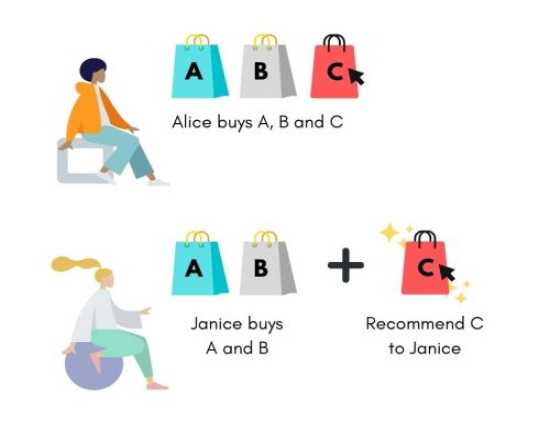 A B C
Alice buys A, B and C
A B C
Janice buys
A and B
Recommend C
to Janice